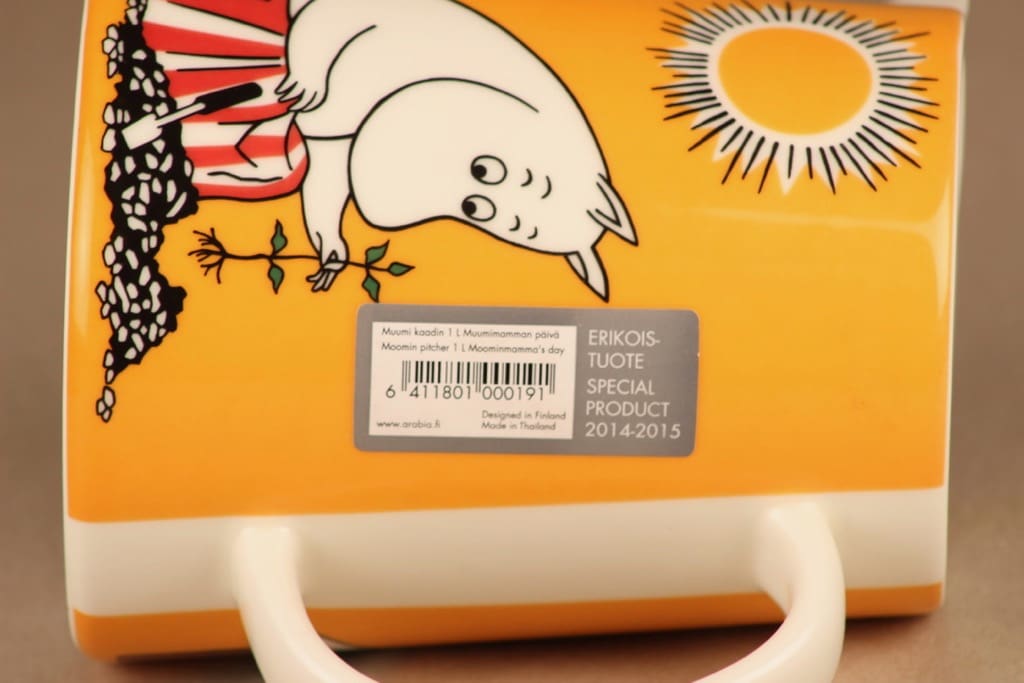 Muumi kaadin 1 L Muumimamman päivä
Moomin pitcher 1 L Moominmamma's day
6 411801 000191
www.arabia.fi
Designed in Finland
Made in Thailand
ERIKOIS-
TUOTE
SPECIAL
PRODUCT
2014-2015